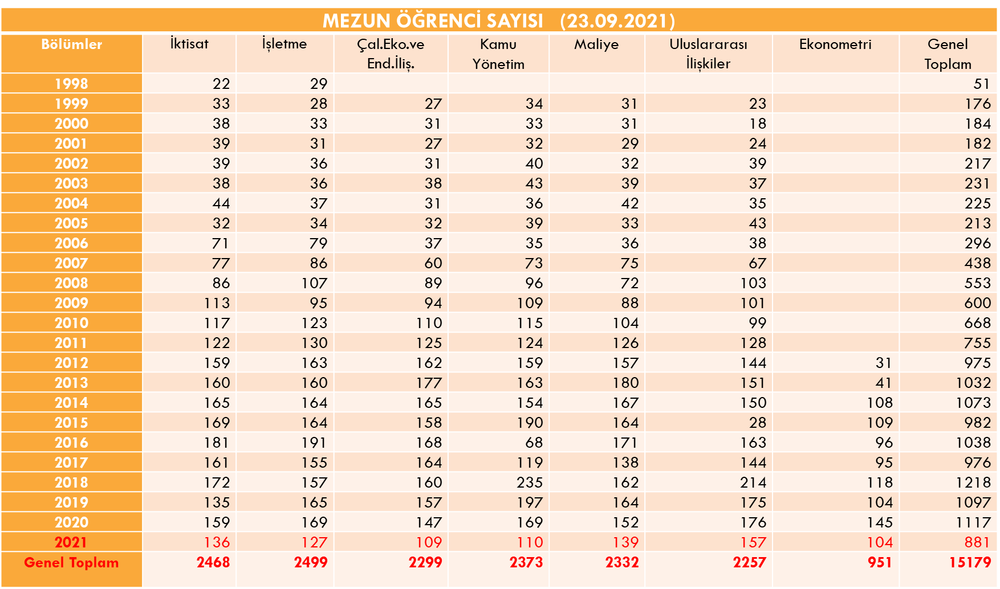 MEZUN ÖĞRENCİ SAYISI (23.09.2021)
Bölümler İktisat İşletme Çal.Eko.ve End.İliş. Kamu Yönetim Maliye Uluslararası İlişkiler Ekonometri Genel Toplam
1998 22 29 51
1999 33 28 27 34 31 23 176
2000 38 33 31 33 31 18 184
2001 39 31 27 32 29 24 182
2002 39 36 31 40 32 39 217
2003 38 36 38 43 39 37 231
2004 44 37 31 36 42 35 225
2005 32 34 32 39 33 43 213
2006 71 79 37 35 36 38 296
2007 77 86 60 73 75 67 438
2008 86 107 89 96 72 103 553
2009 113 95 94 109 88 101 600
2010 117 123 110 115 104 99 668
2011 122 130 125 124 126 128 755
2012 159 163 162 159 157 144 31 975
2013 160 160 177 163 180 151 41 1032
2014 165 164 165 154 167 150 108 1073
2015 169 164 158 190 164 28 109 982
2016 181 191 168 68 171 163 96 1038
2017 161 155 164 119 138 144 95 976
2018 172 157 160 235 162 214 118 1218
2019 135 165 157 197 164 175 104 1097
2020 159 169 147 169 152 176 145 1117
2021 136 127 109 110 139 157 104 881
Genel Toplam 2468 2499 2299 2373 2332 2257 951 15179